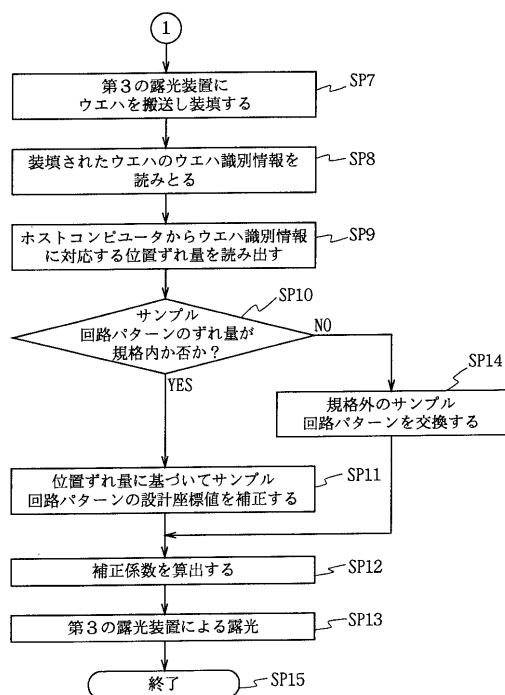 1
第3の露光装置に
ウエハを搬送し装填する
SP7
装填されたウエハのウエハ識別情報を
読みとる
SP8
ホストコンピユータからウエハ識別情報
に対応する位置ずれ量を読み出す
SP9
サンプル
回路パターンのずれ量が
規格内か否か?
SP10
NO
YES
規格外のサンプル
回路パターンを交換する
SP14
位置ずれ量に基づいてサンプル
回路パターンの設計座標値を補正する
SP11
補正係数を算出する
SP12
第3の露光装置による露光
SP13
終了
SP15